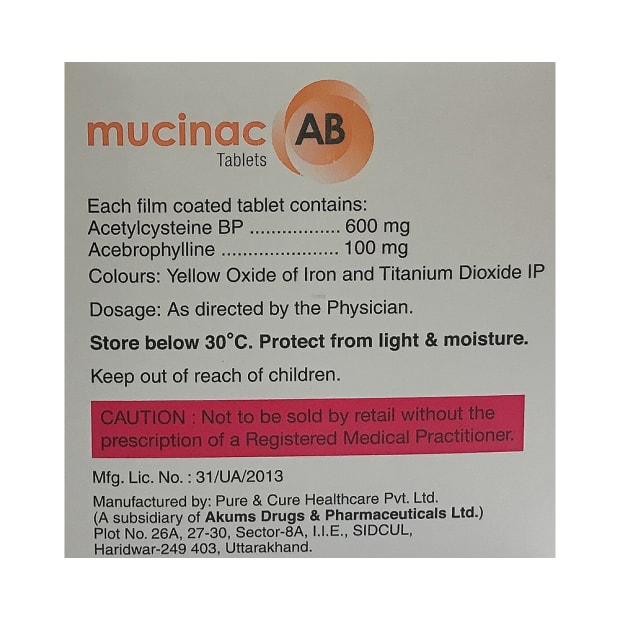 mucinac AB
Tablets
Each film coated tablet contains:
Acetylcysteine BP ................. 600 mg
Acebrophylline ...................... 100 mg
Colours: Yellow Oxide of Iron and Titanium Dioxide IP
Dosage: As directed by the Physician.
Store below 30°C. Protect from light & moisture.
Keep out of reach of children.
CAUTION : Not to be sold by retail without the
prescription of a Registered Medical Practitioner.
Mfg. Lic. No. : 31/UA/2013
Manufactured by: Pure & Cure Healthcare Pvt. Ltd.
(A subsidiary of Akums Drugs & Pharmaceuticals Ltd.)
Plot No. 26A, 27-30, Sector-8A, I.I.E., SIDCUL,
Haridwar-249 403, Uttarakhand.